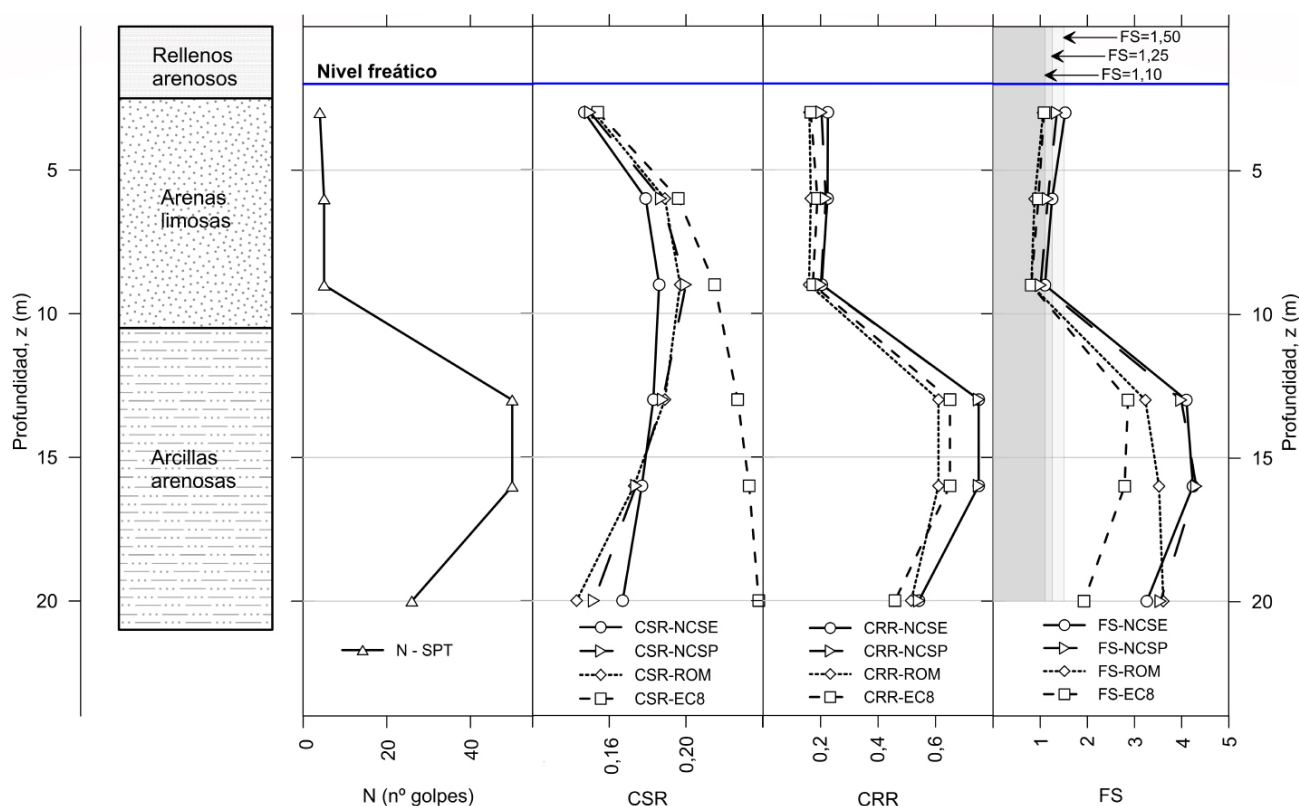 Rellenos
arenosos
Nivel freático
FS=1,50
FS=1,25
FS=1,10
5
10
15
20
Profundidad, z (m)
Arenas
limosas
Arcillas
arenosas
N - SPT
CSR-NCSE
CSR-NCSP
CSR-ROM
CSR-EC8
CRR-NCSE
CRR-NCSP
CRR-ROM
CRR-EC8
FS-NCSE
FS-NCSP
FS-ROM
FS-EC8
5
10
15
20
Profundidad, z (m)
0
20
40
0,16
0,20
0,2
0,6
1
2
3
4
5
N (nº golpes)
CSR
CRR
FS